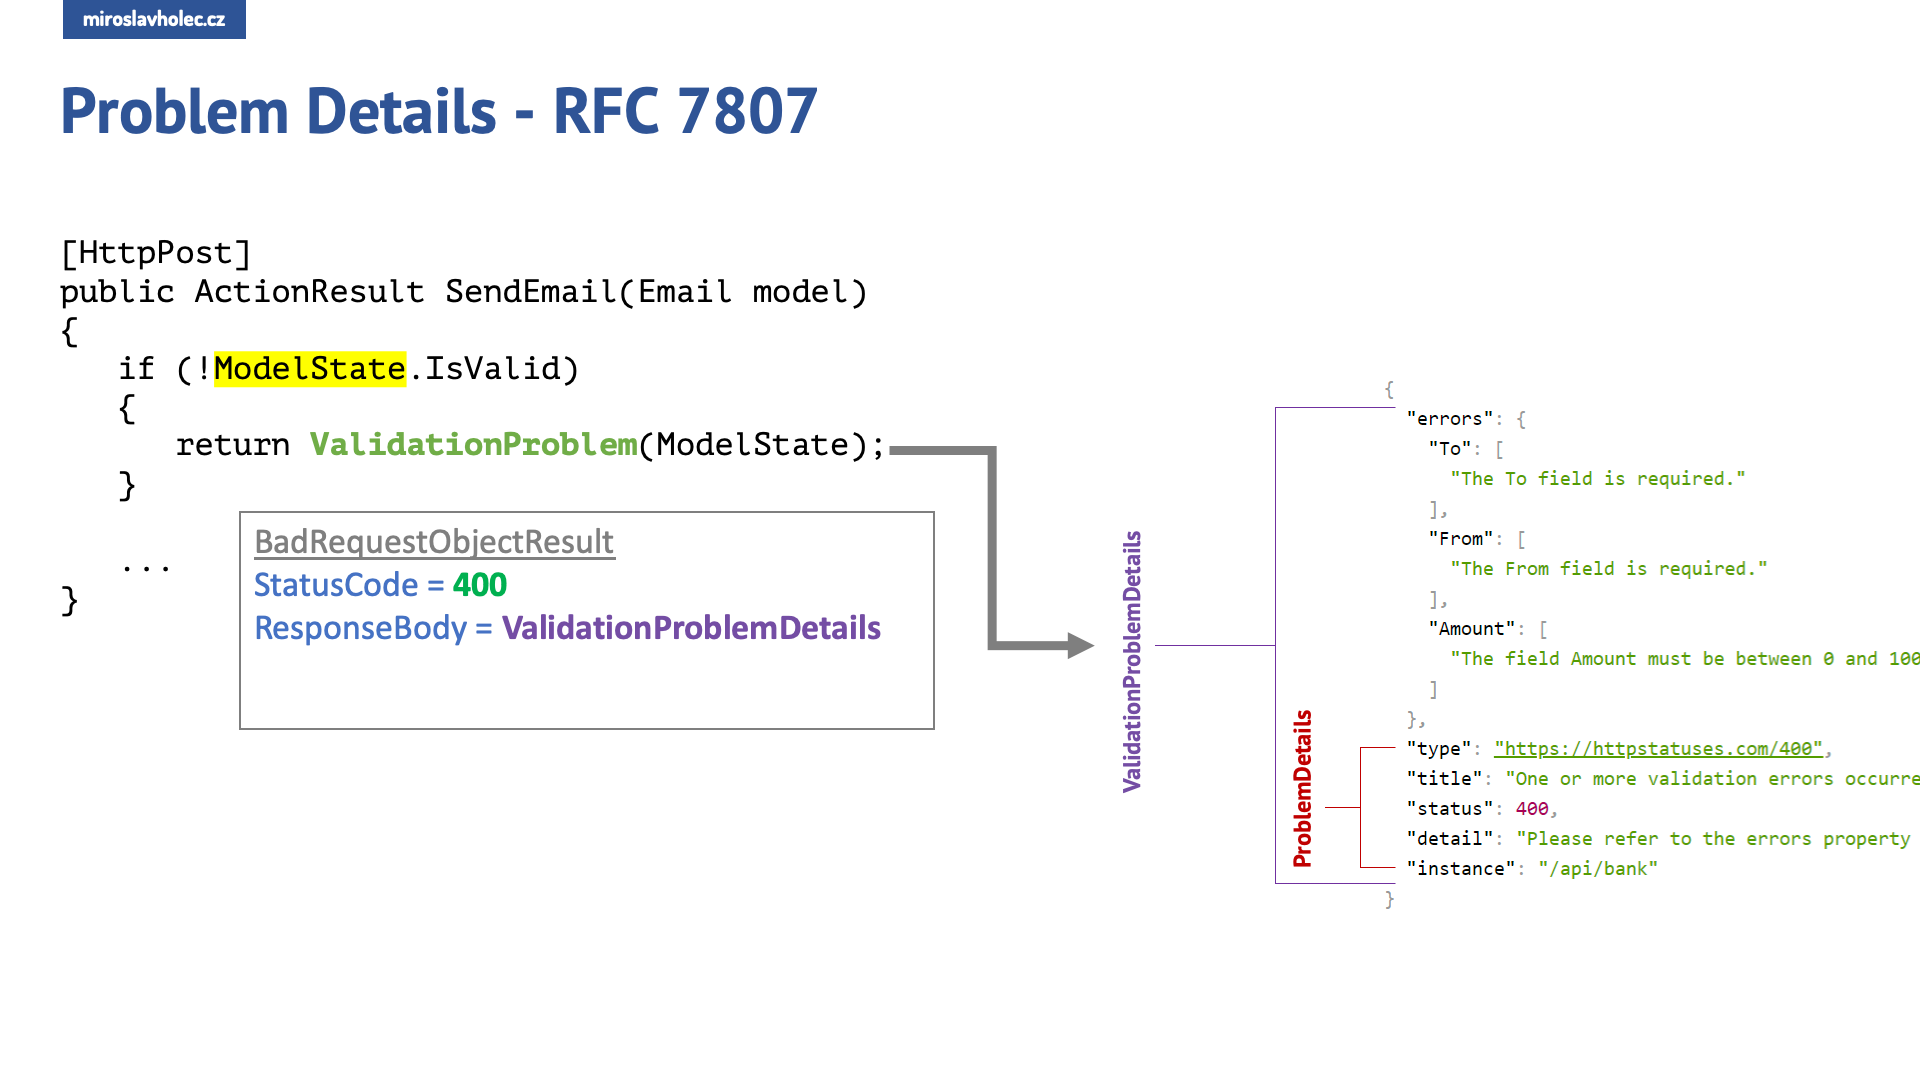 miroslavholec.cz
Problem Details - RFC 7807
[HttpPost]
public ActionResult SendEmail(Email model)
{
if (!ModelState.IsValid)
{
return ValidationProblem(ModelState);
}
...
}
BadRequestObjectResult
StatusCode = 400
ResponseBody = ValidationProblemDetails
ValidationProblemDetails
ProblemDetails
{
"errors": {
"To": [
"The To field is required."
],
"From": [
"The From field is required."
],
"Amount": [
"The field Amount must be between 0 and 100
]
},
"type": "https://httpstatuses.com/400",
"title": "One or more validation errors occurre
"status": 400,
"detail": "Please refer to the errors property
"instance": "/api/bank"
}